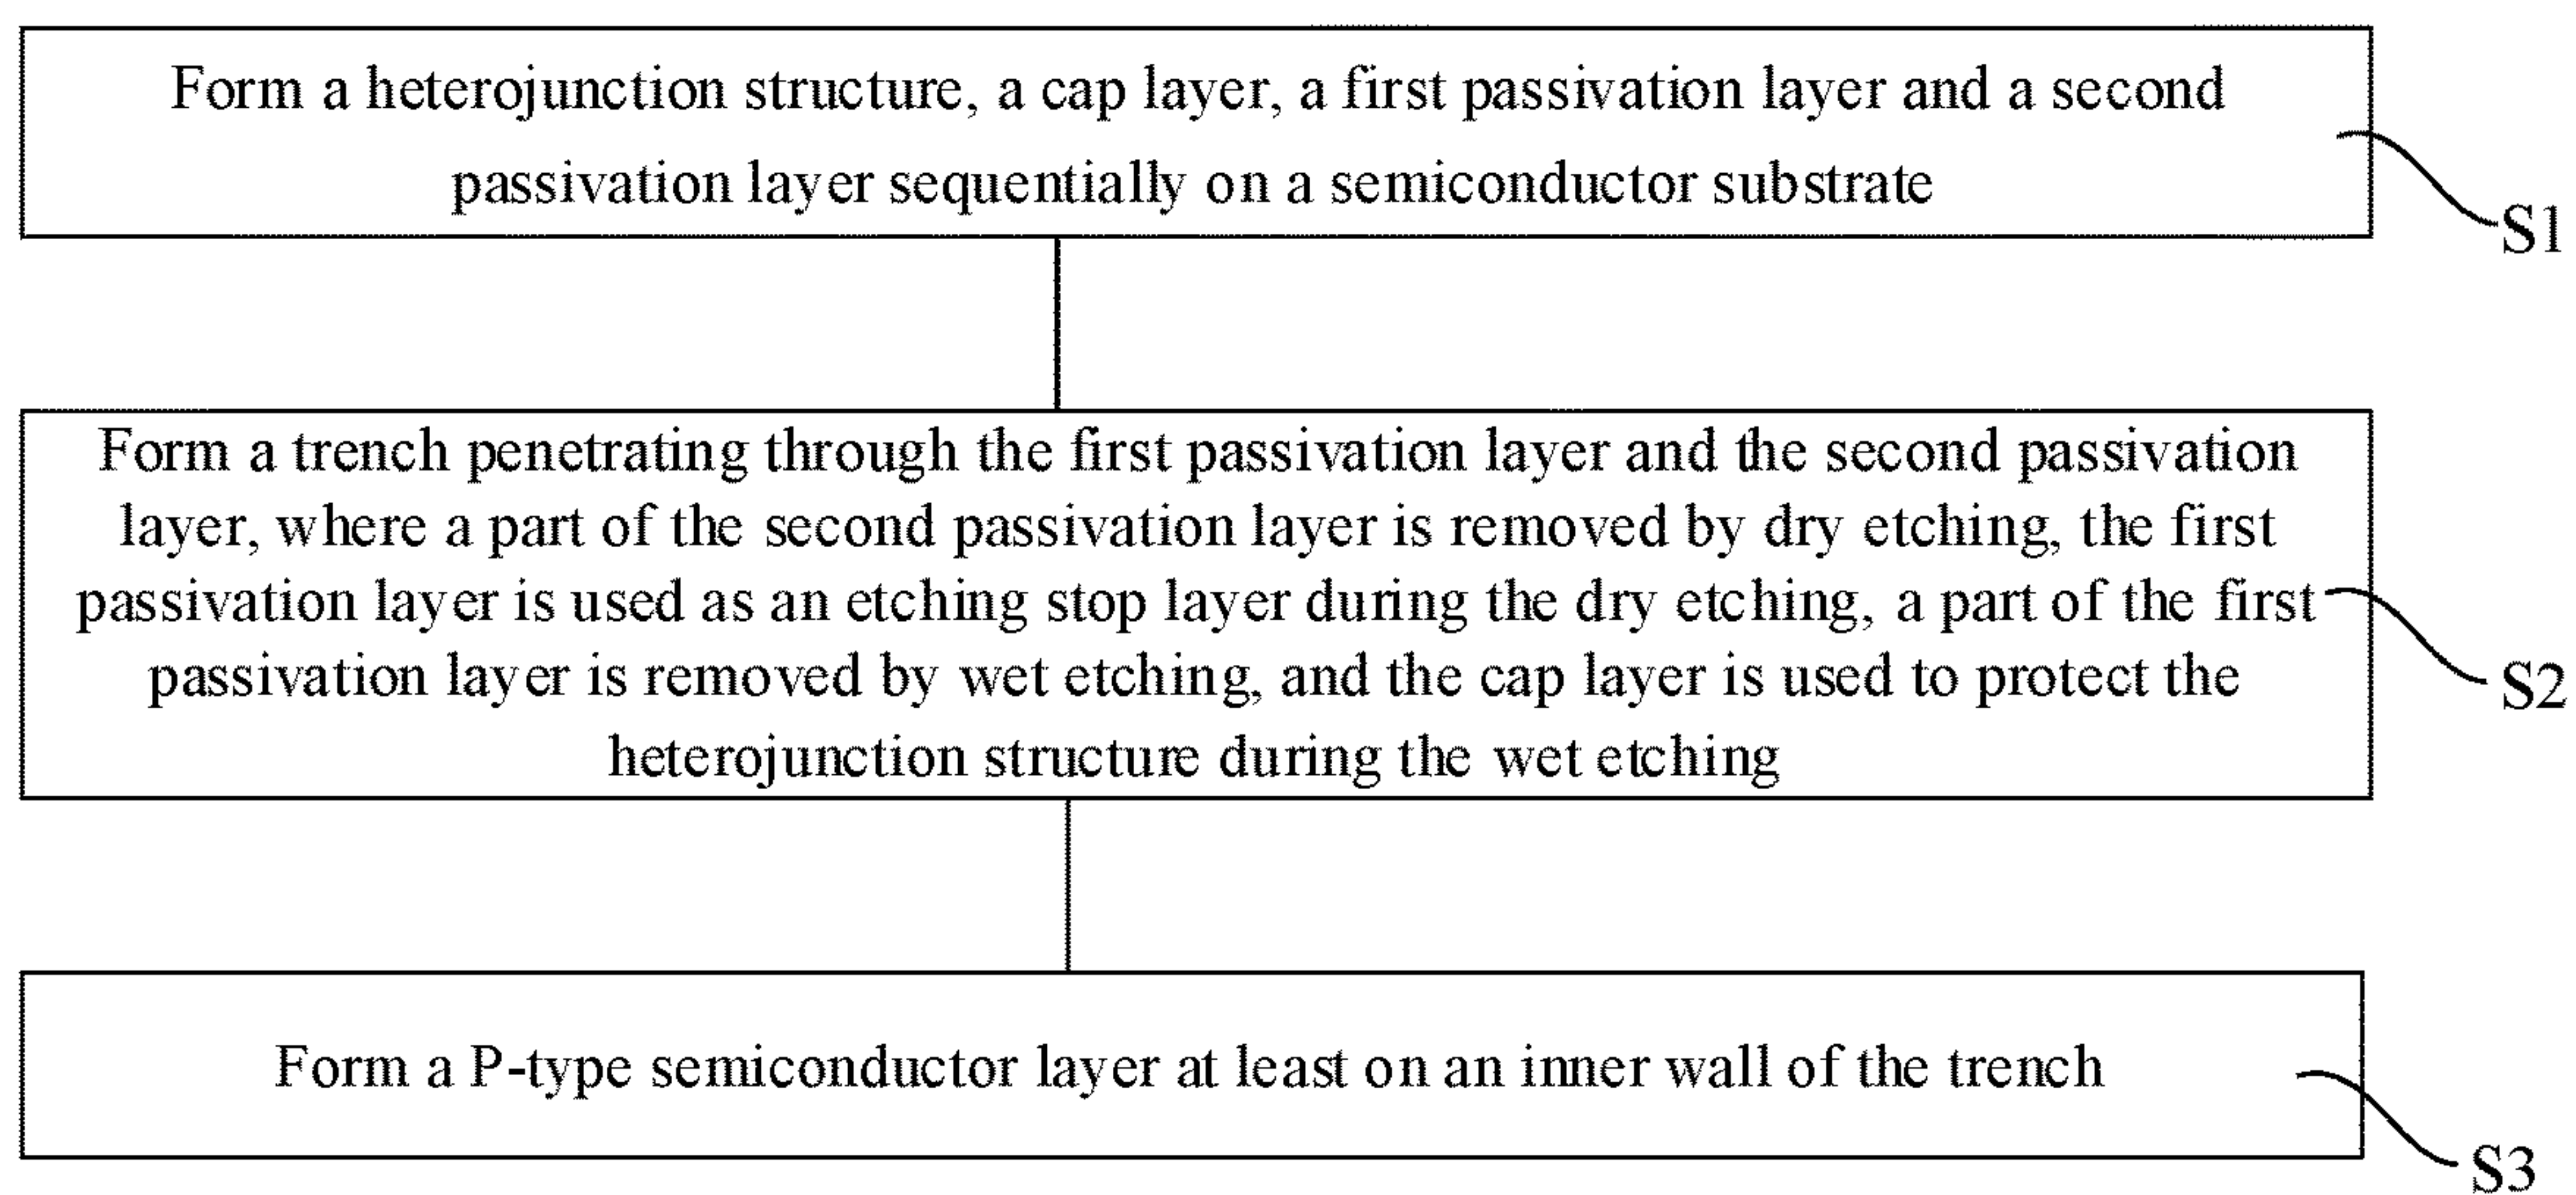 Form a heterojunction structure, a cap layer, a first passivation layer and a second
passivation layer sequentially on a semiconductor substrate
S1
Form a trench penetrating through the first passivation layer and the second passivation
layer, where a part of the second passivation layer is removed by dry etching, the first
passivation layer is used as an etching stop layer during the dry etching, a part of the first
passivation layer is removed by wet etching, and the cap layer is used to protect the
heterojunction structure during the wet etching
S2
Form a P-type semiconductor layer at least on an inner wall of the trench
S3